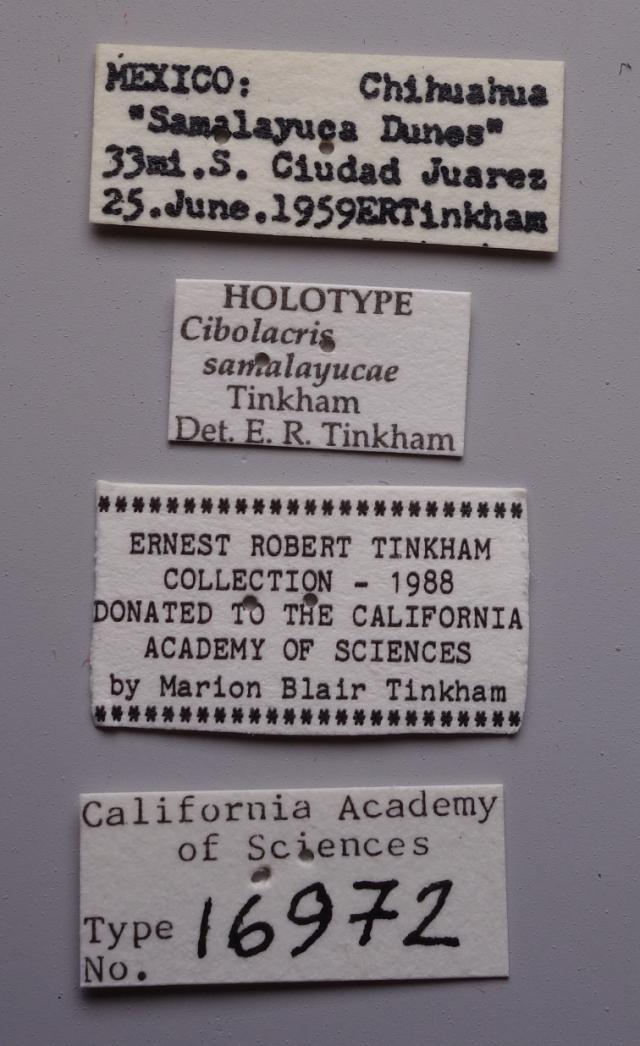 MEXICO: Chihuahua
"Samalayuca Dunes"
33mi.S. Ciudad Juarez
25.June.1959ERTinkham
HOLOTYPE
Cibolacris
samalayucae
Tinkham
Det. E. R. Tinkham
*************************
ERNEST ROBERT TINKHAM
COLLECTION - 1988
DONATED TO THE CALIFORNIA
ACADEMY OF SCIENCES
by Marion Blair Tinkham
*************************
California Academy
of Sciences
Type 16972
No.